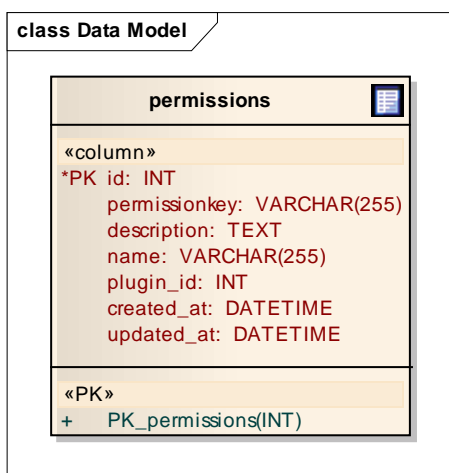 class Data Model
permissions
«column»
*PK id: INT
permissionkey: VARCHAR(255)
description: TEXT
name: VARCHAR(255)
plugin_id: INT
created_at: DATETIME
updated_at: DATETIME
«PK»
+ PK_permissions(INT)